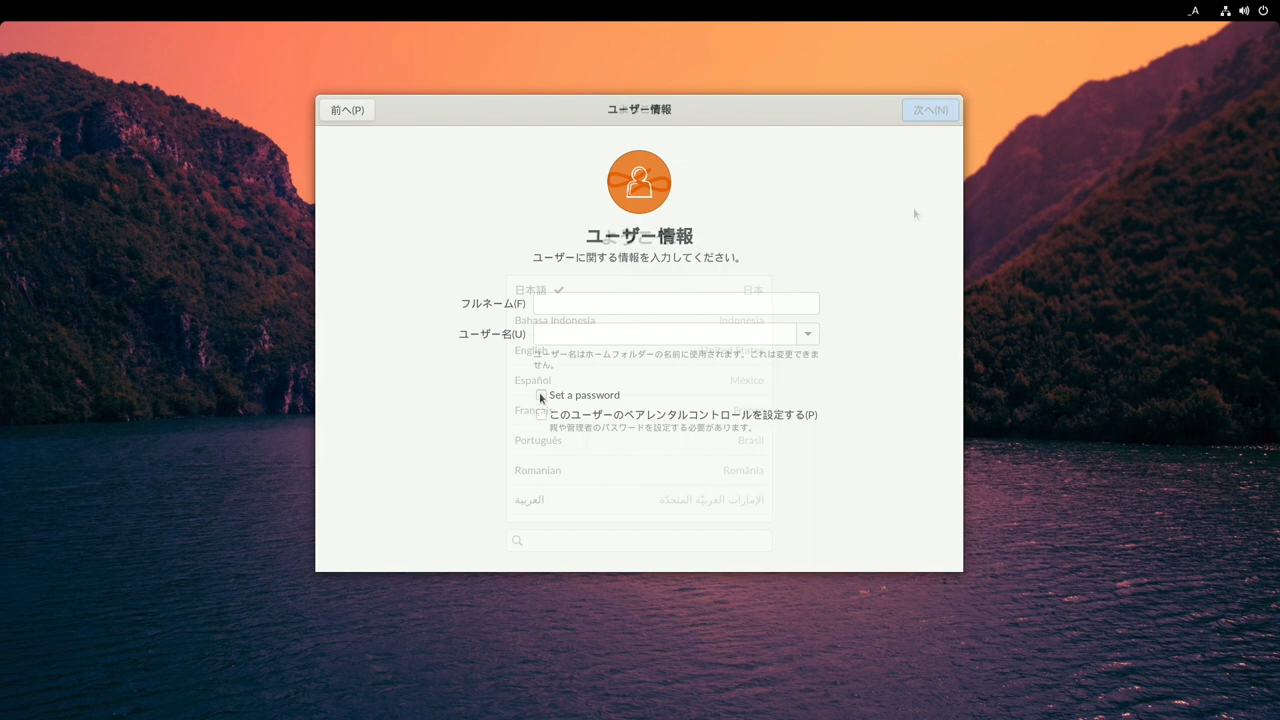 _A
前へ(P)
ユーザー情報
次へ(N)
ユーザー情報
ユーザーに関する情報を入力してください。
日本語 日本
フルネーム(F)
Bahasa Indonesia Indonesia
ユーザー名(U)
English United States
ユーザー名はホームフォルダーの名前に使用されます。これは変更できま
せん。
Español México
Set a password
Français
このユーザーのペアレンタルコントロールを設定する(P)
親や管理者のパスワードを設定する必要があります。
Português Brasil
Romanian România
العربية الإمارات العربيّة المتحدّة